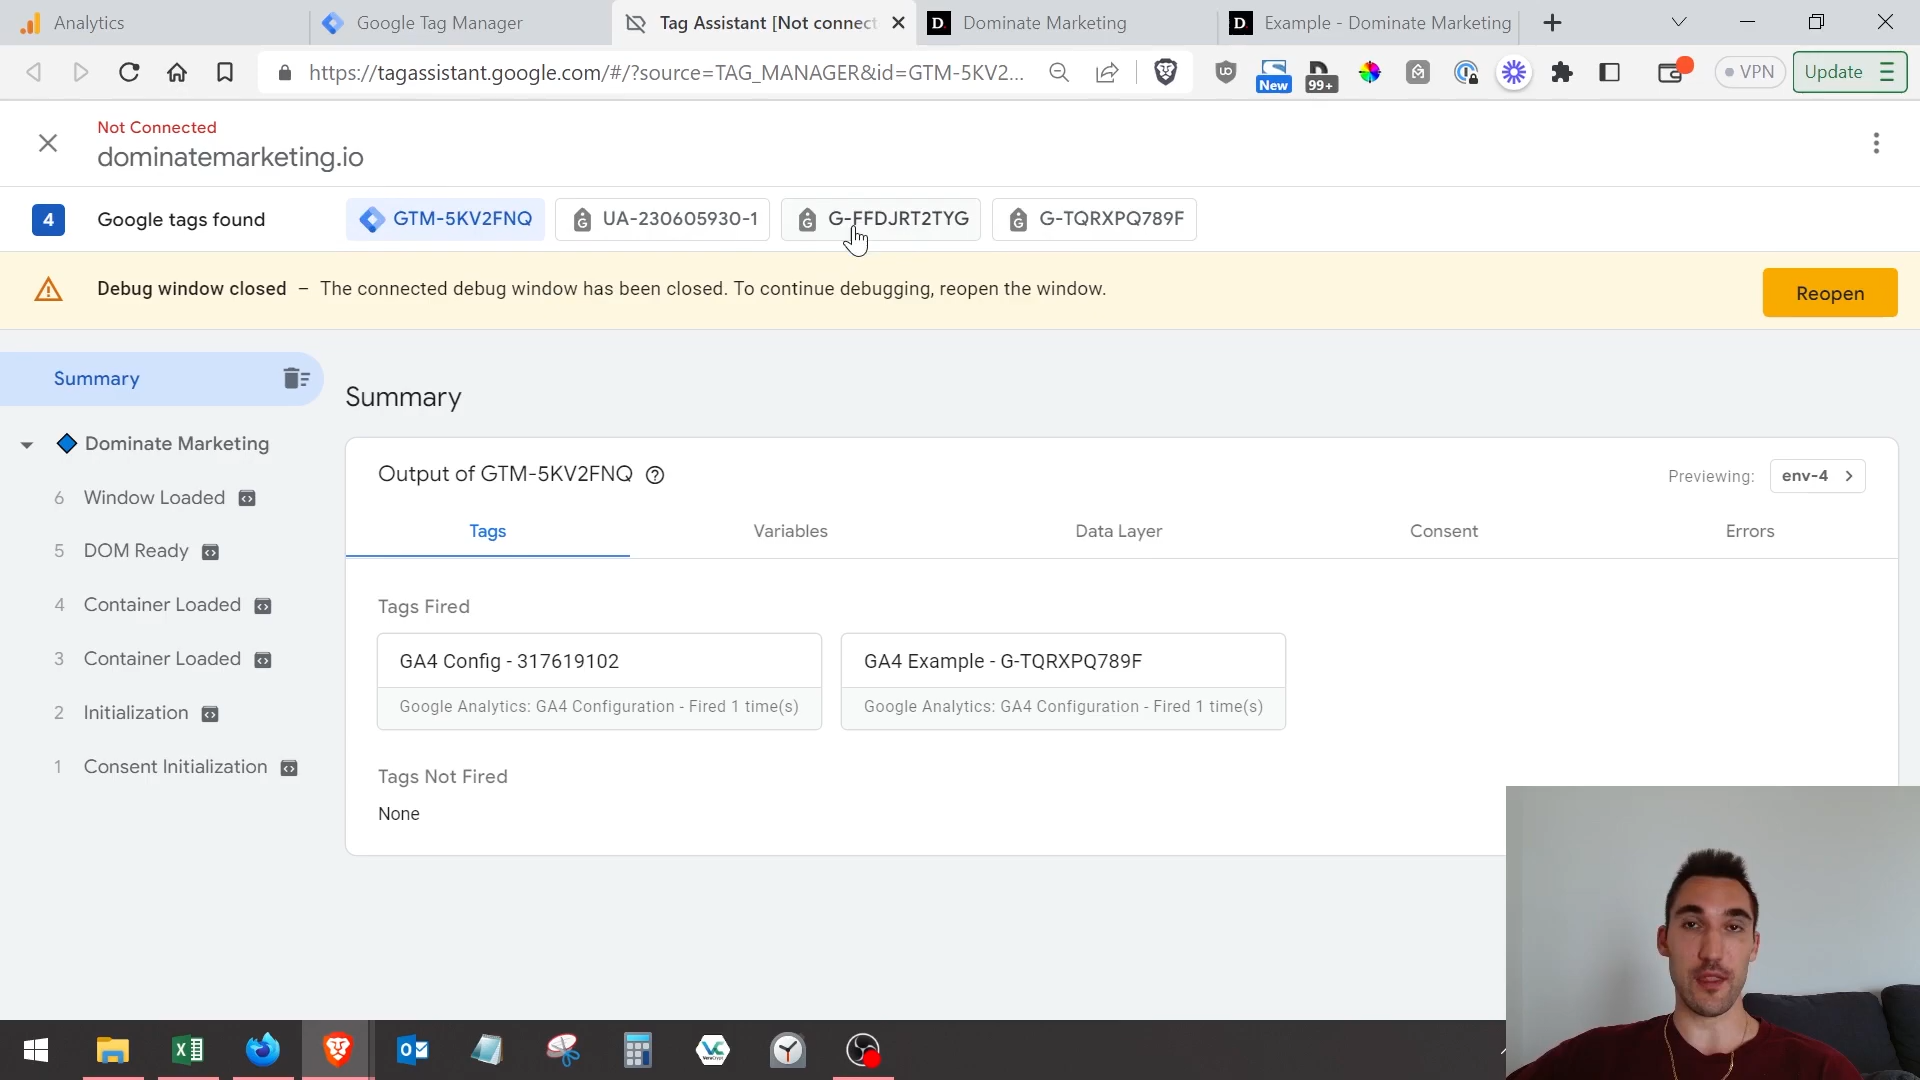 Analytics
Google Tag Manager
Tag Assistant [Not connect
D. Dominate Marketing
D. Example - Dominate Marketing
https://tagassistant.google.com/#/?source=TAG_MANAGER&id=GTM-5KV2...
New
99+
VPN
Update
Not Connected
dominatemarketing.io
4 Google tags found
GTM-5KV2FNQ
UA-230605930-1
G-FFDJRT2TYG
G-TQRXPQ789F
Debug window closed – The connected debug window has been closed. To continue debugging, reopen the window.
Reopen
Summary
Dominate Marketing
6 Window Loaded
5 DOM Ready
4 Container Loaded
3 Container Loaded
2 Initialization
1 Consent Initialization
Summary
Output of GTM-5KV2FNQ
Previewing: env-4
Tags
Variables
Data Layer
Consent
Errors
Tags Fired
GA4 Config - 317619102
Google Analytics: GA4 Configuration - Fired 1 time(s)
GA4 Example - G-TQRXPQ789F
Google Analytics: GA4 Configuration - Fired 1 time(s)
Tags Not Fired
None